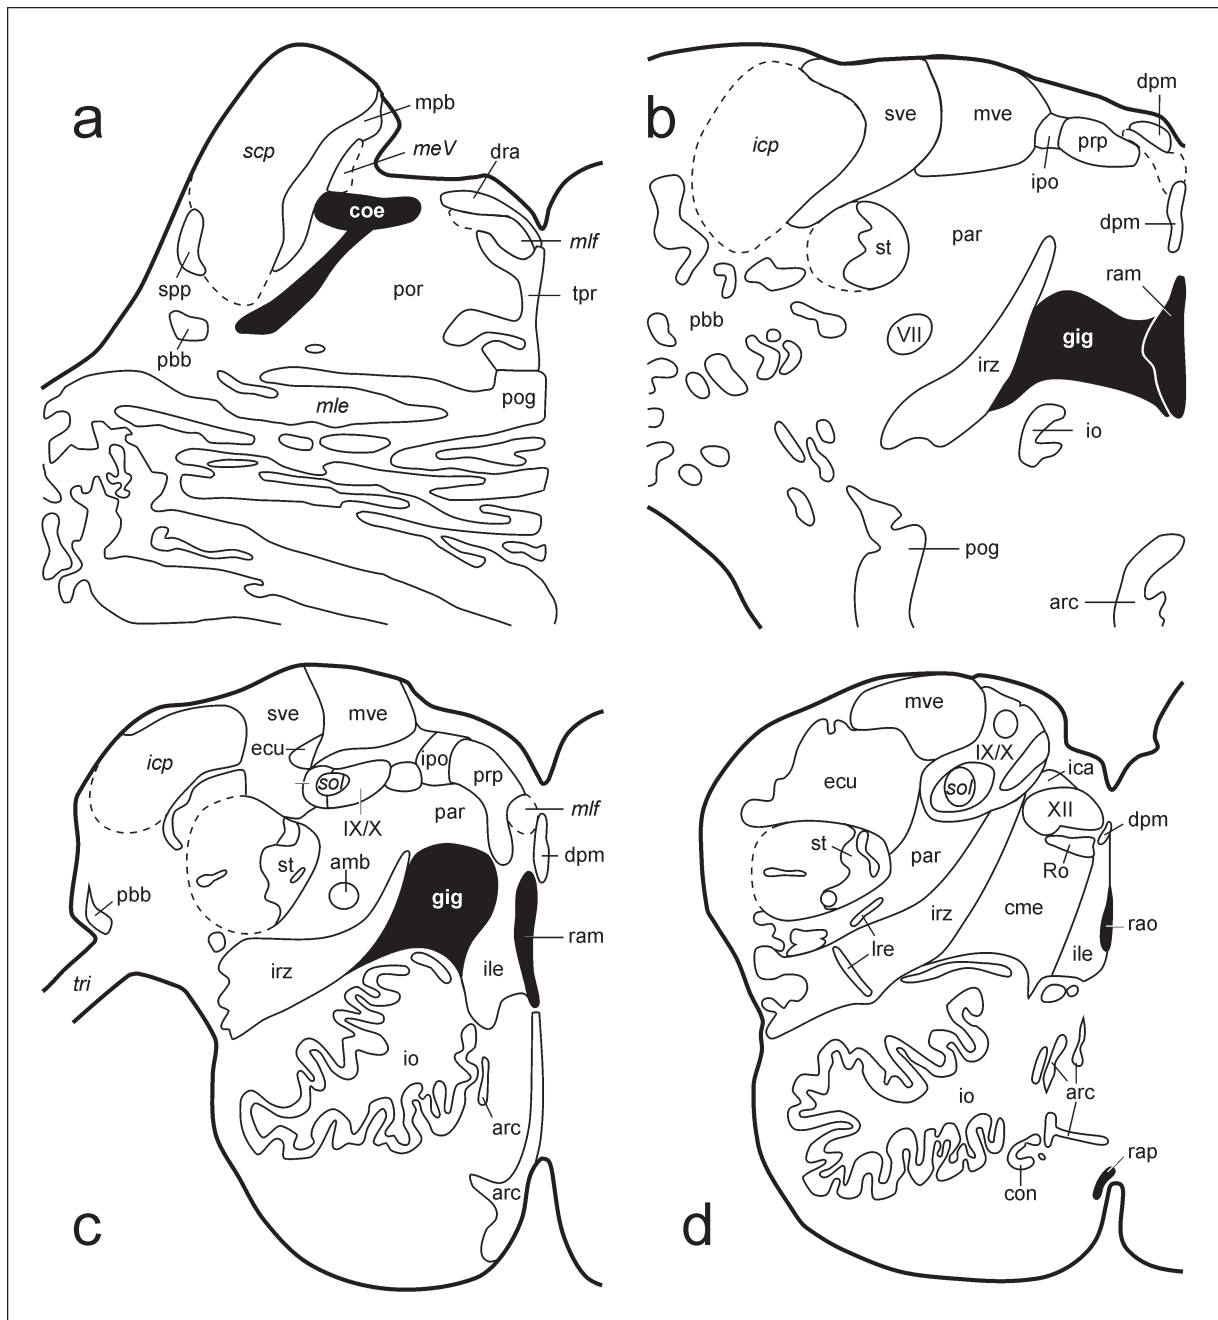 a
scp
mpb
meV
dra
coe
mlf
spp
por
tpr
pbb
mle
pog
b
icp
sve
mve
dpm
ipo
prp
st
par
dpm
ram
pbb
VII
gig
irz
io
pog
arc
c
icp
sve
mve
ecu
sol
ipo
prp
IX/X
par
mlf
st
amb
dpm
pbb
gig
ram
irz
ile
tri
io
arc
arc
d
mve
IX/X
ecu
sol
ica
XII
dpm
st
par
Ro
irz
cme
lre
rao
ile
io
arc
con
rap